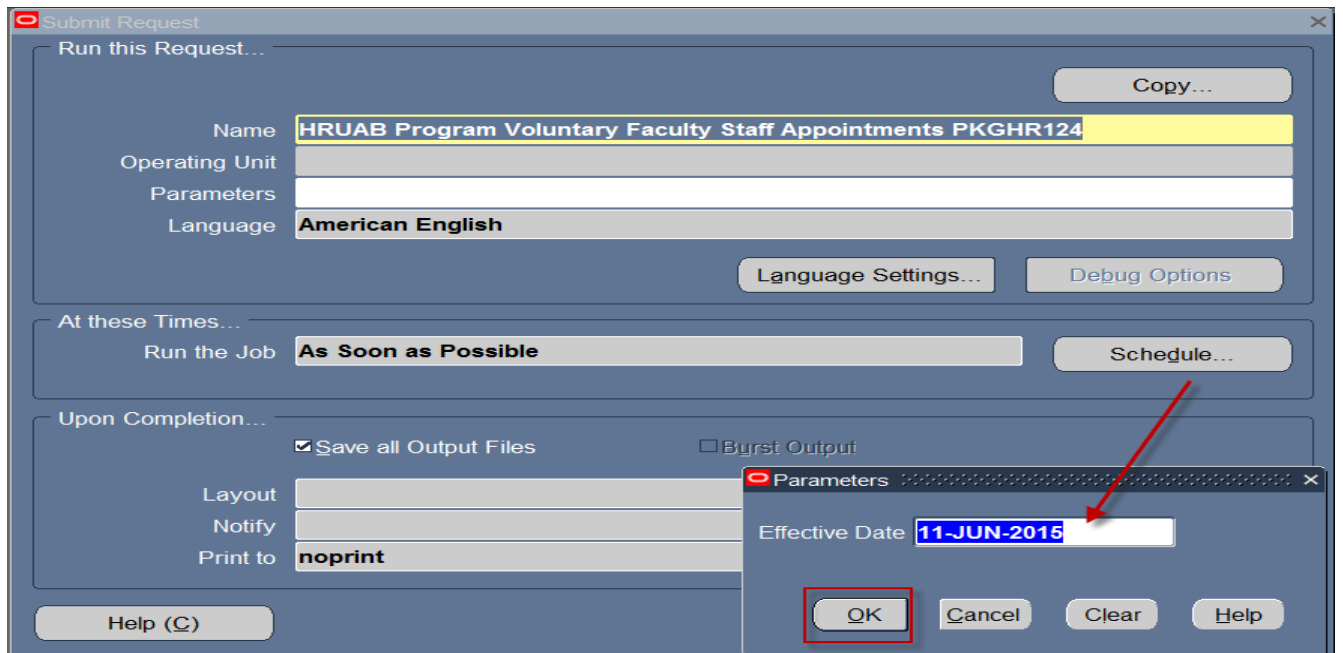 Submit Request
Run this Request...
Copy...
Name HRUAB Program Voluntary Faculty Staff Appointments PKGHR124
Operating Unit
Parameters
Language American English
Language Settings... Debug Options
At these Times...
Run the Job As Soon as Possible Schedule...
Upon Completion...
Save all Output Files Burst Output
Layout
Notify
Print to noprint
Help (C)
Parameters
Effective Date 11-JUN-2015
OK Cancel Clear Help